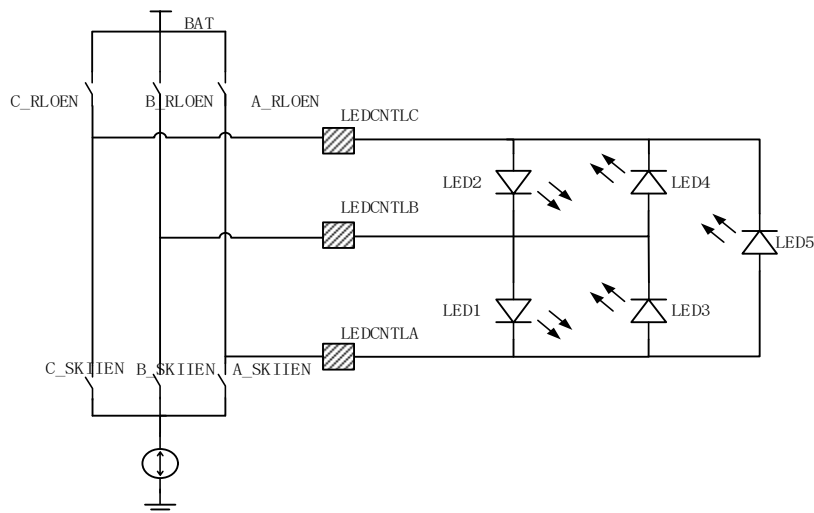 BAT
C_RLOEN
B_RLOEN
A_RLOEN
LEDCNTLC
LED2
LED4
LEDCNTLB
LED5
LED1
LED3
LEDCNTLA
C_SKIIEN
B_SKIIEN
A_SKIIEN